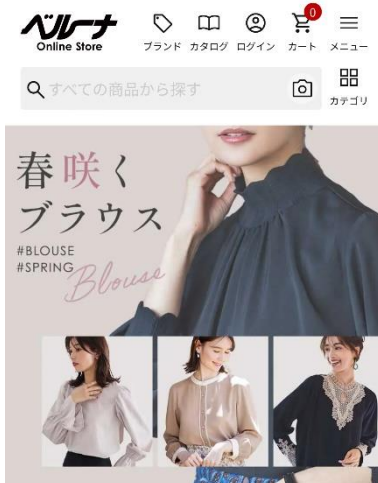 ベルーナ
Online Store
ブランド カタログ ログイン カート メニュー
0
すべての商品から探す
カテゴリ
春咲く
ブラウス
#BLOUSE
#SPRING
Blouse